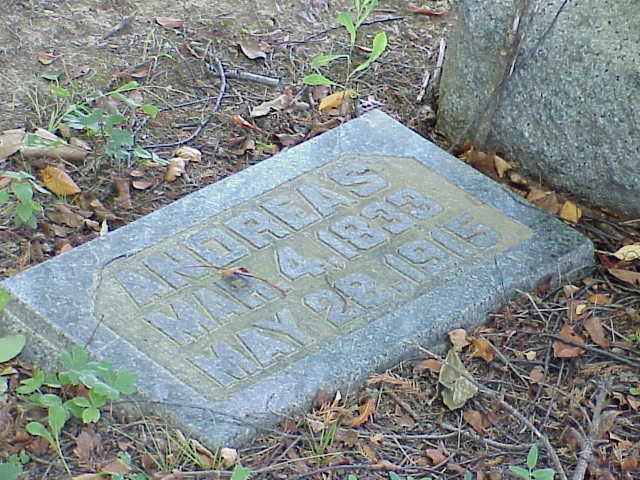 ANDREAS
MAR. 4, 1833
MAY 28, 1915